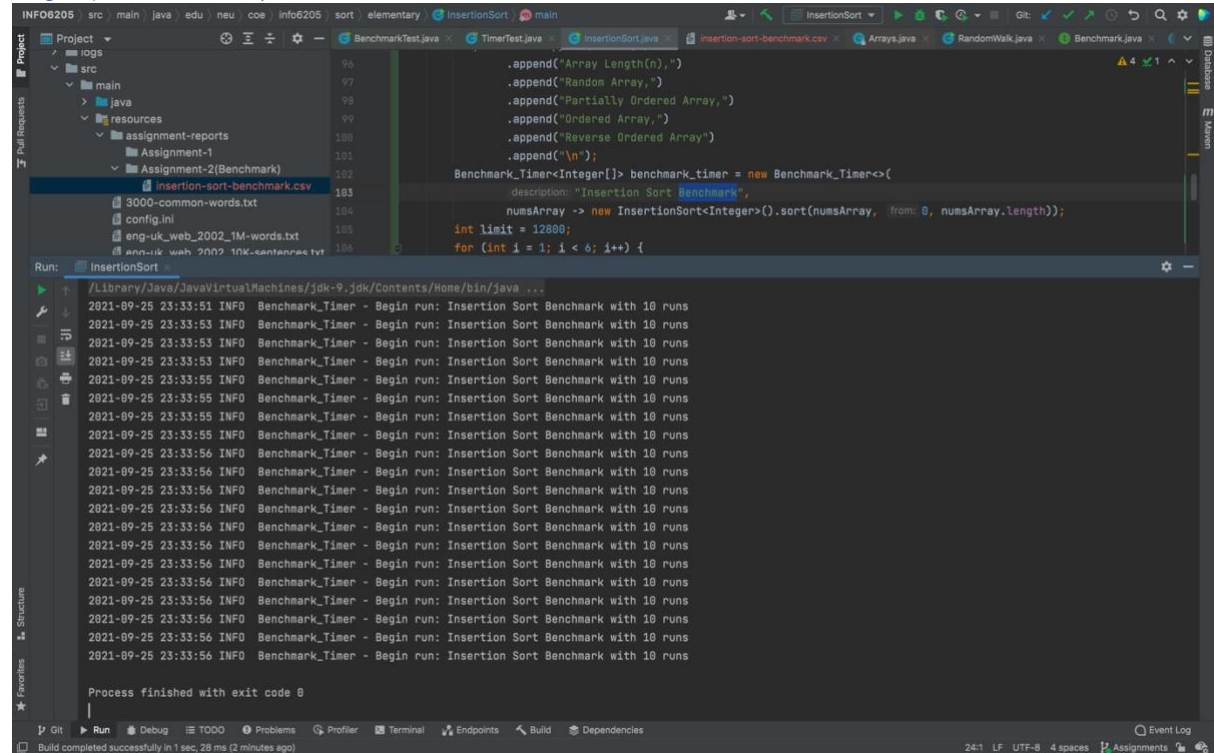 INFO6205 src main java edu neu coe info6205 sort elementary InsertionSort main
InsertionSort
Git:
Project
BenchmarkTest.java
TimerTest.java
InsertionSort.java
insertion-sort-benchmark.csv
Arrays.java
RandomWalk.java
Benchmark.java
Project
Pull Requests
Database
Maven
logs
src
main
java
resources
assignment-reports
Assignment-1
Assignment-2(Benchmark)
insertion-sort-benchmark.csv
3000-common-words.txt
config.ini
eng-uk_web_2002_1M-words.txt
eng-uk_web_2002_10K-sentences.txt
4 1
96 .append("Array Length(n),")
97 .append("Random Array,")
98 .append("Partially Ordered Array,")
99 .append("Ordered Array,")
100 .append("Reverse Ordered Array")
101 .append("\n");
102 Benchmark_Timer<Integer[]> benchmark_timer = new Benchmark_Timer<>(
103 description: "Insertion Sort Benchmark",
104 numsArray -> new InsertionSort<Integer>().sort(numsArray, from: 0, numsArray.length));
105 int limit = 12800;
106 for (int i = 1; i < 6; i++) {
Run: InsertionSort
/Library/Java/JavaVirtualMachines/jdk-9.jdk/Contents/Home/bin/java ...
2021-09-25 23:33:51 INFO Benchmark_Timer - Begin run: Insertion Sort Benchmark with 10 runs
2021-09-25 23:33:53 INFO Benchmark_Timer - Begin run: Insertion Sort Benchmark with 10 runs
2021-09-25 23:33:53 INFO Benchmark_Timer - Begin run: Insertion Sort Benchmark with 10 runs
2021-09-25 23:33:53 INFO Benchmark_Timer - Begin run: Insertion Sort Benchmark with 10 runs
2021-09-25 23:33:55 INFO Benchmark_Timer - Begin run: Insertion Sort Benchmark with 10 runs
2021-09-25 23:33:55 INFO Benchmark_Timer - Begin run: Insertion Sort Benchmark with 10 runs
2021-09-25 23:33:55 INFO Benchmark_Timer - Begin run: Insertion Sort Benchmark with 10 runs
2021-09-25 23:33:55 INFO Benchmark_Timer - Begin run: Insertion Sort Benchmark with 10 runs
2021-09-25 23:33:56 INFO Benchmark_Timer - Begin run: Insertion Sort Benchmark with 10 runs
2021-09-25 23:33:56 INFO Benchmark_Timer - Begin run: Insertion Sort Benchmark with 10 runs
2021-09-25 23:33:56 INFO Benchmark_Timer - Begin run: Insertion Sort Benchmark with 10 runs
2021-09-25 23:33:56 INFO Benchmark_Timer - Begin run: Insertion Sort Benchmark with 10 runs
2021-09-25 23:33:56 INFO Benchmark_Timer - Begin run: Insertion Sort Benchmark with 10 runs
2021-09-25 23:33:56 INFO Benchmark_Timer - Begin run: Insertion Sort Benchmark with 10 runs
2021-09-25 23:33:56 INFO Benchmark_Timer - Begin run: Insertion Sort Benchmark with 10 runs
2021-09-25 23:33:56 INFO Benchmark_Timer - Begin run: Insertion Sort Benchmark with 10 runs
2021-09-25 23:33:56 INFO Benchmark_Timer - Begin run: Insertion Sort Benchmark with 10 runs
2021-09-25 23:33:56 INFO Benchmark_Timer - Begin run: Insertion Sort Benchmark with 10 runs
2021-09-25 23:33:56 INFO Benchmark_Timer - Begin run: Insertion Sort Benchmark with 10 runs
2021-09-25 23:33:56 INFO Benchmark_Timer - Begin run: Insertion Sort Benchmark with 10 runs
Process finished with exit code 0
Structure
Favorites
Git Run Debug TODO Problems Profiler Terminal Endpoints Build Dependencies Event Log
Build completed successfully in 1 sec, 28 ms (2 minutes ago) 24:1 LF UTF-8 4 spaces Assignments